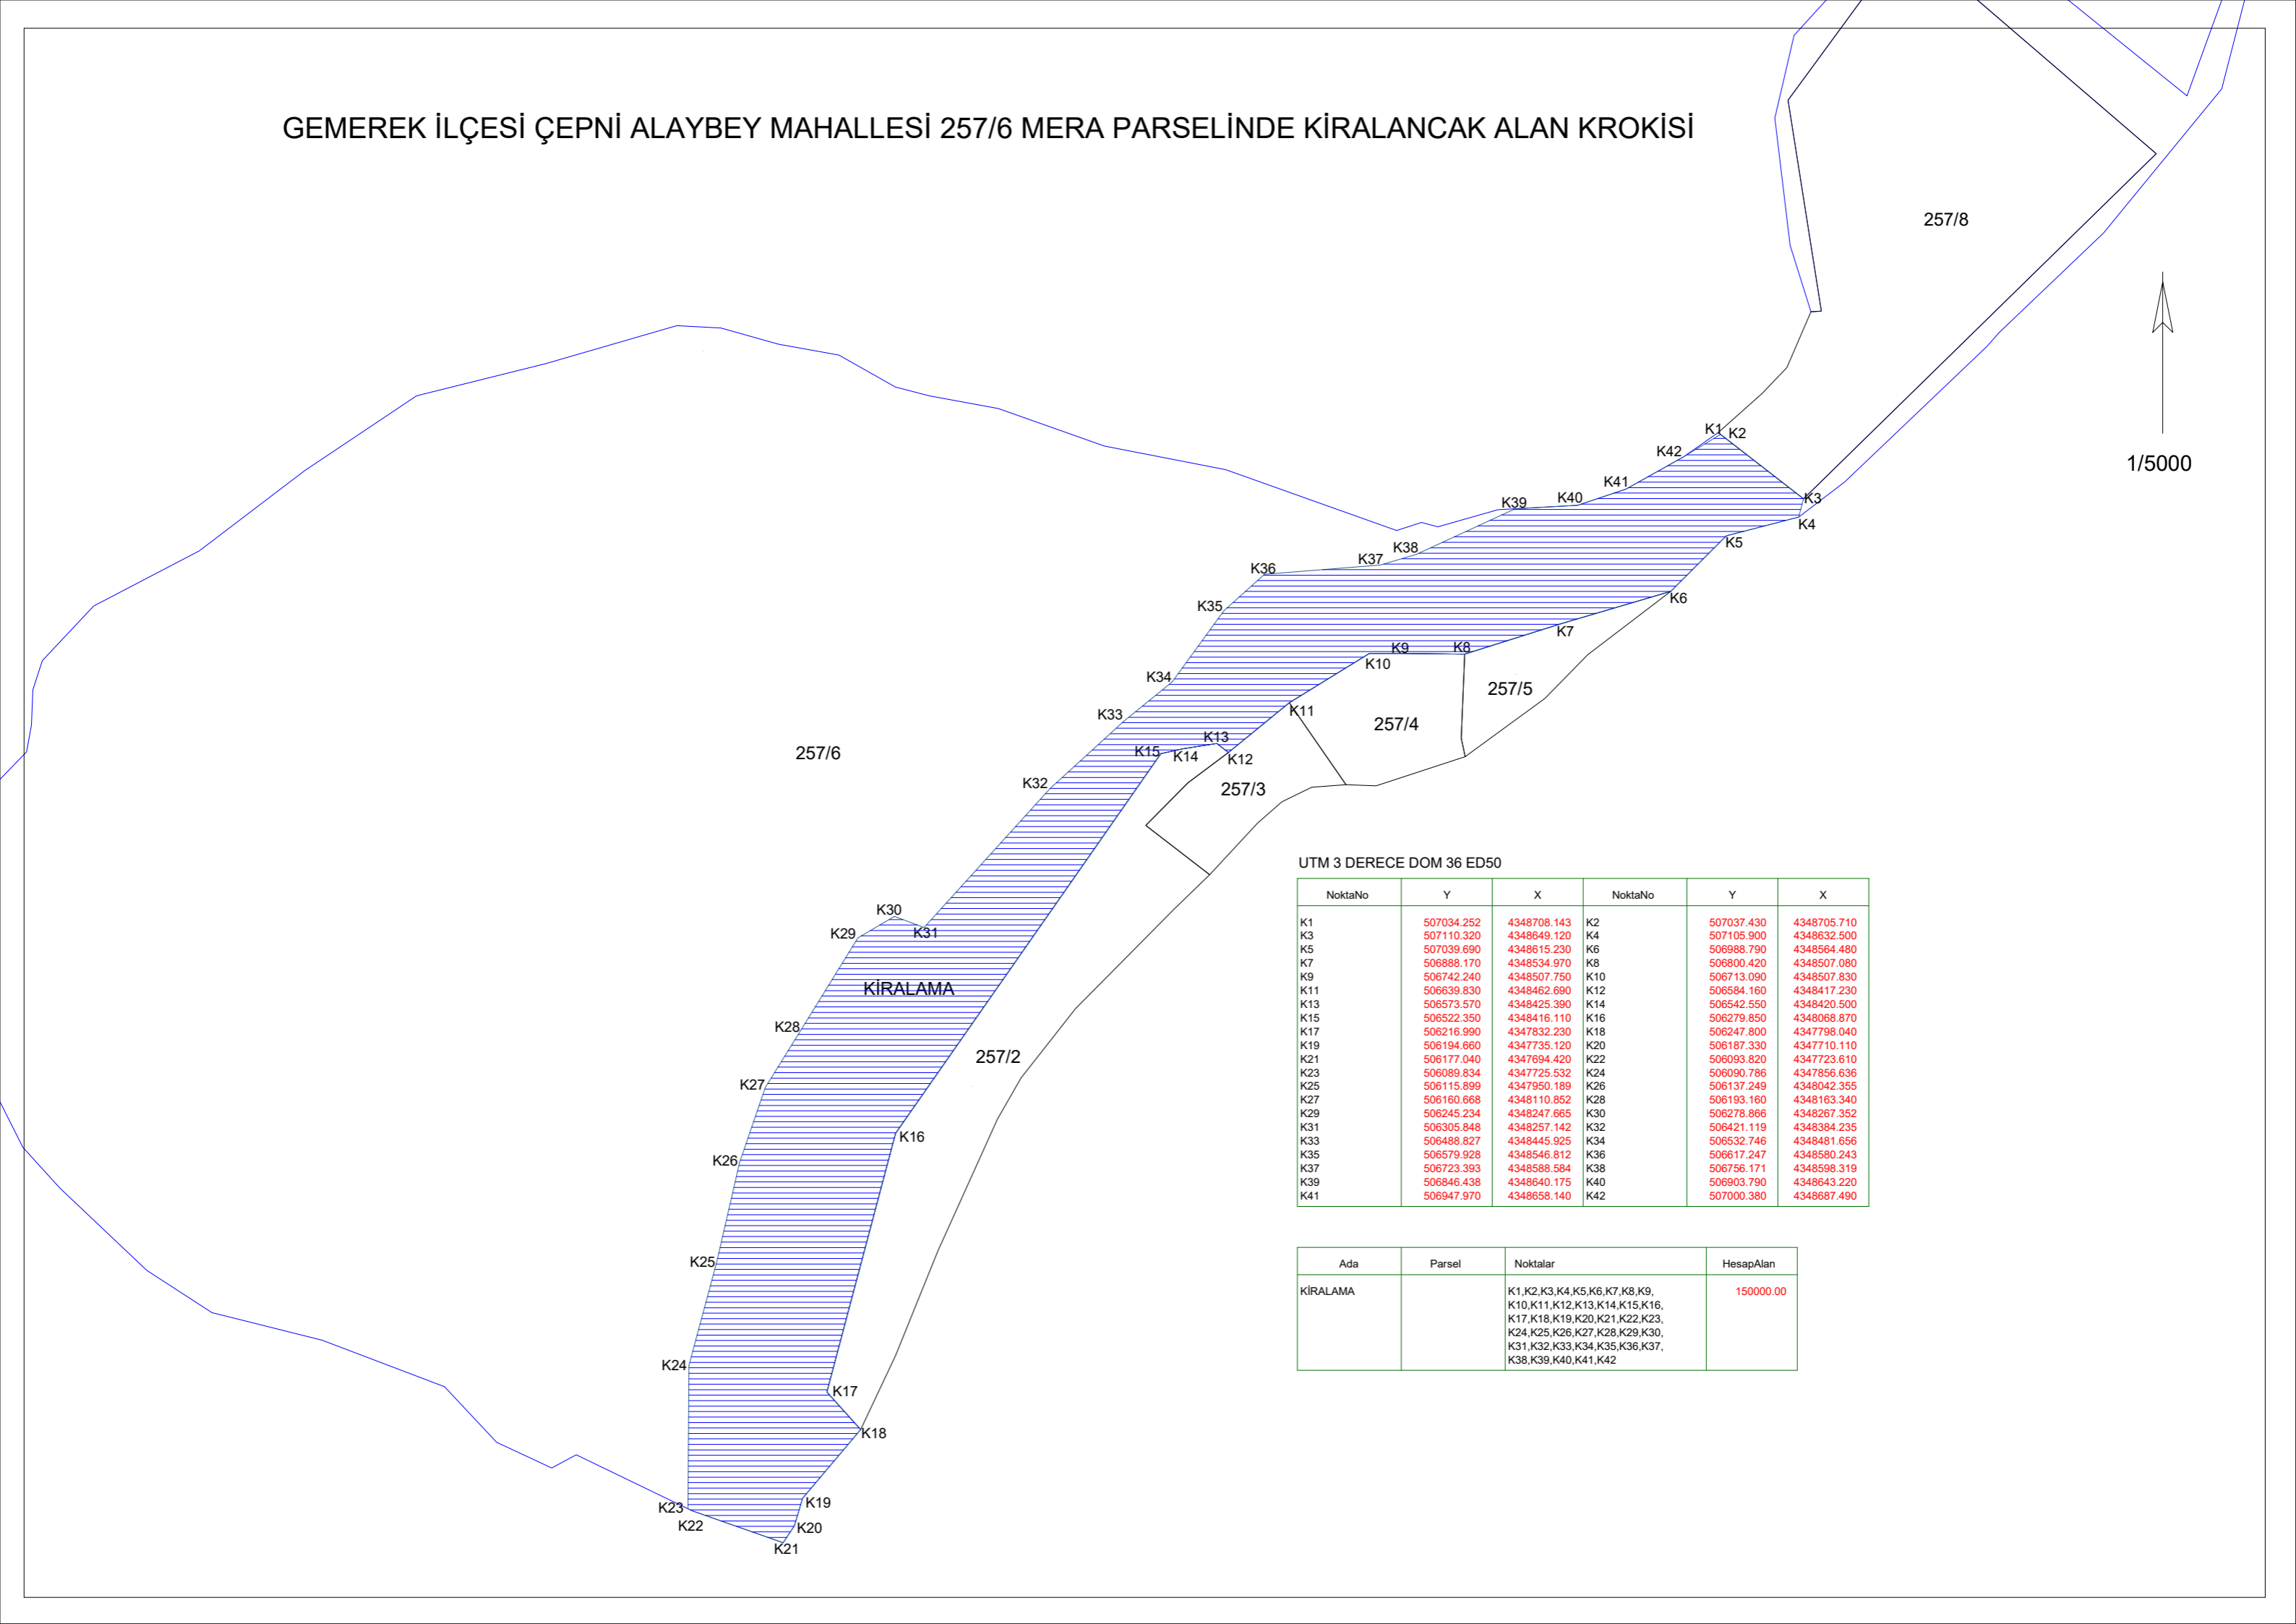 GEMEREK İLÇESİ ÇEPNİ ALAYBEY MAHALLESİ 257/6 MERA PARSELİNDE KİRALANCAK ALAN KROKİSİ
257/8
1/5000
K1
K2
K42
K41
K3
K40
K39
K4
K5
K38
K37
K36
K6
K35
K7
K9
K8
K10
K34
257/5
K11
K33
257/4
K13
K15
K14
K12
257/6
K32
257/3
K30
K29
K31
KİRALAMA
K28
257/2
K27
K16
K26
K25
K24
K17
K18
K19
K23
K22
K20
K21
UTM 3 DERECE DOM 36 ED50
NoktaNo Y X NoktaNo Y X
K1 507034.252 4348708.143 K2 507037.430 4348705.710
K3 507110.320 4348649.120 K4 507105.900 4348632.500
K5 507039.690 4348615.230 K6 506988.790 4348564.480
K7 506888.170 4348534.970 K8 506800.420 4348507.080
K9 506742.240 4348507.750 K10 506713.090 4348507.830
K11 506639.830 4348462.690 K12 506584.160 4348417.230
K13 506573.570 4348425.390 K14 506542.550 4348420.500
K15 506522.350 4348416.110 K16 506279.850 4348068.870
K17 506216.990 4347832.230 K18 506247.800 4347798.040
K19 506194.660 4347735.120 K20 506187.330 4347710.110
K21 506177.040 4347694.420 K22 506093.820 4347723.610
K23 506089.834 4347725.532 K24 506090.786 4347856.636
K25 506115.899 4347950.189 K26 506137.249 4348042.355
K27 506160.668 4348110.852 K28 506193.160 4348163.340
K29 506245.234 4348247.665 K30 506278.866 4348267.352
K31 506305.848 4348257.142 K32 506421.119 4348384.235
K33 506488.827 4348445.925 K34 506532.746 4348481.656
K35 506579.928 4348546.812 K36 506617.247 4348580.243
K37 506723.393 4348588.584 K38 506756.171 4348598.319
K39 506846.438 4348640.175 K40 506903.790 4348643.220
K41 506947.970 4348658.140 K42 507000.380 4348687.490
Ada Parsel Noktalar HesapAlan
KİRALAMA K1,K2,K3,K4,K5,K6,K7,K8,K9, 150000.00
K10,K11,K12,K13,K14,K15,K16,
K17,K18,K19,K20,K21,K22,K23,
K24,K25,K26,K27,K28,K29,K30,
K31,K32,K33,K34,K35,K36,K37,
K38,K39,K40,K41,K42